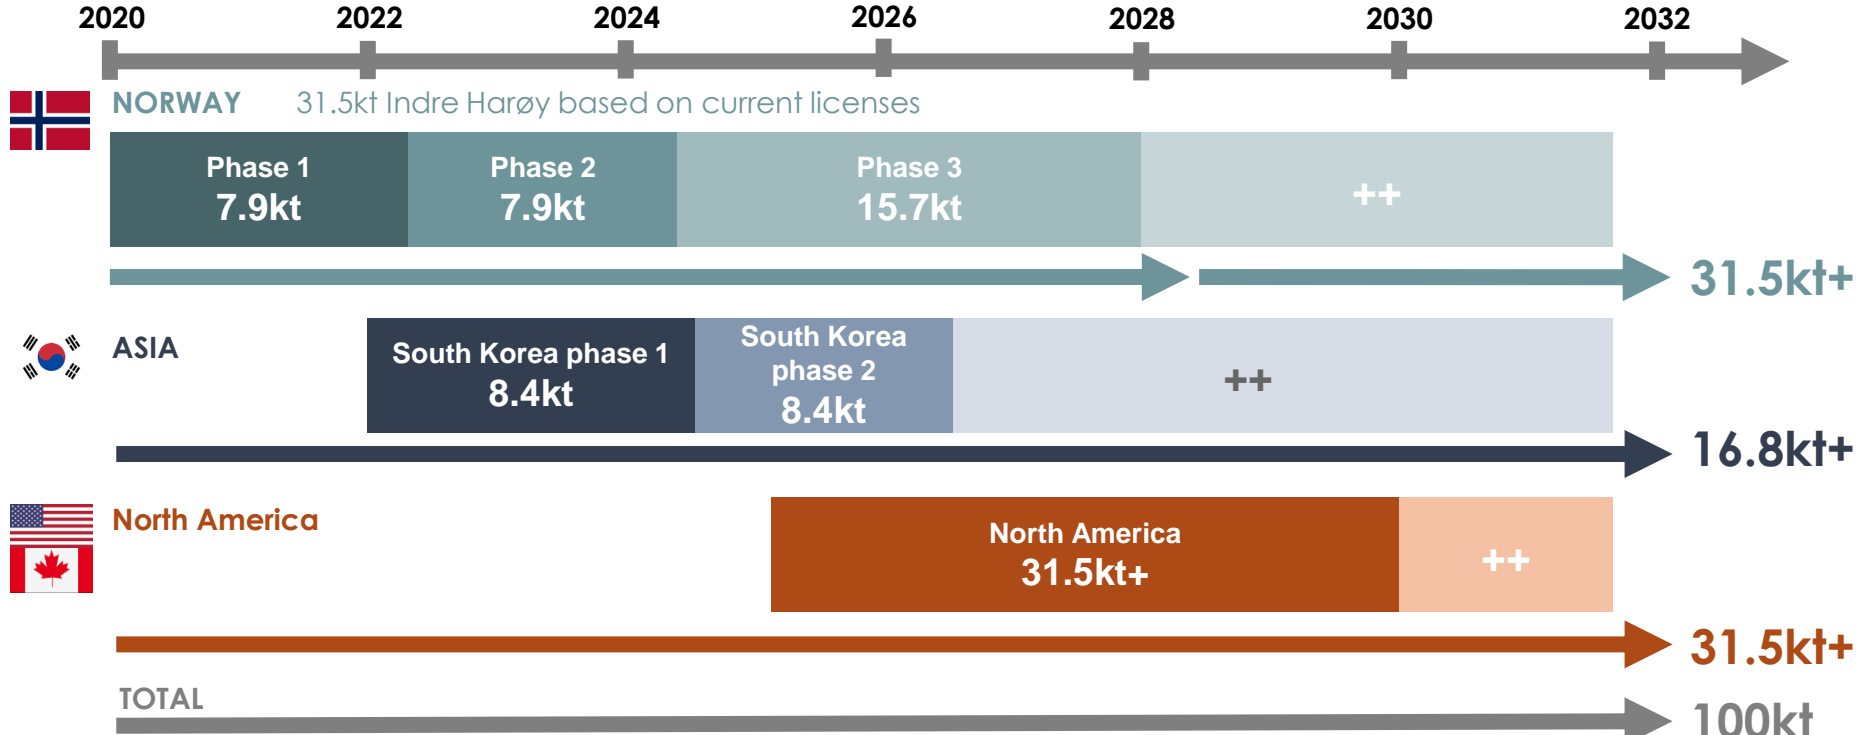 2020 2022 2024 2026 2028 2030 2032
NORWAY 31.5kt Indre Harøy based on current licenses
Phase 1
7.9kt
Phase 2
7.9kt
Phase 3
15.7kt
++
31.5kt+
ASIA
South Korea phase 1
8.4kt
South Korea
phase 2
8.4kt
++
16.8kt+
North America
North America
31.5kt+
++
31.5kt+
TOTAL
100kt